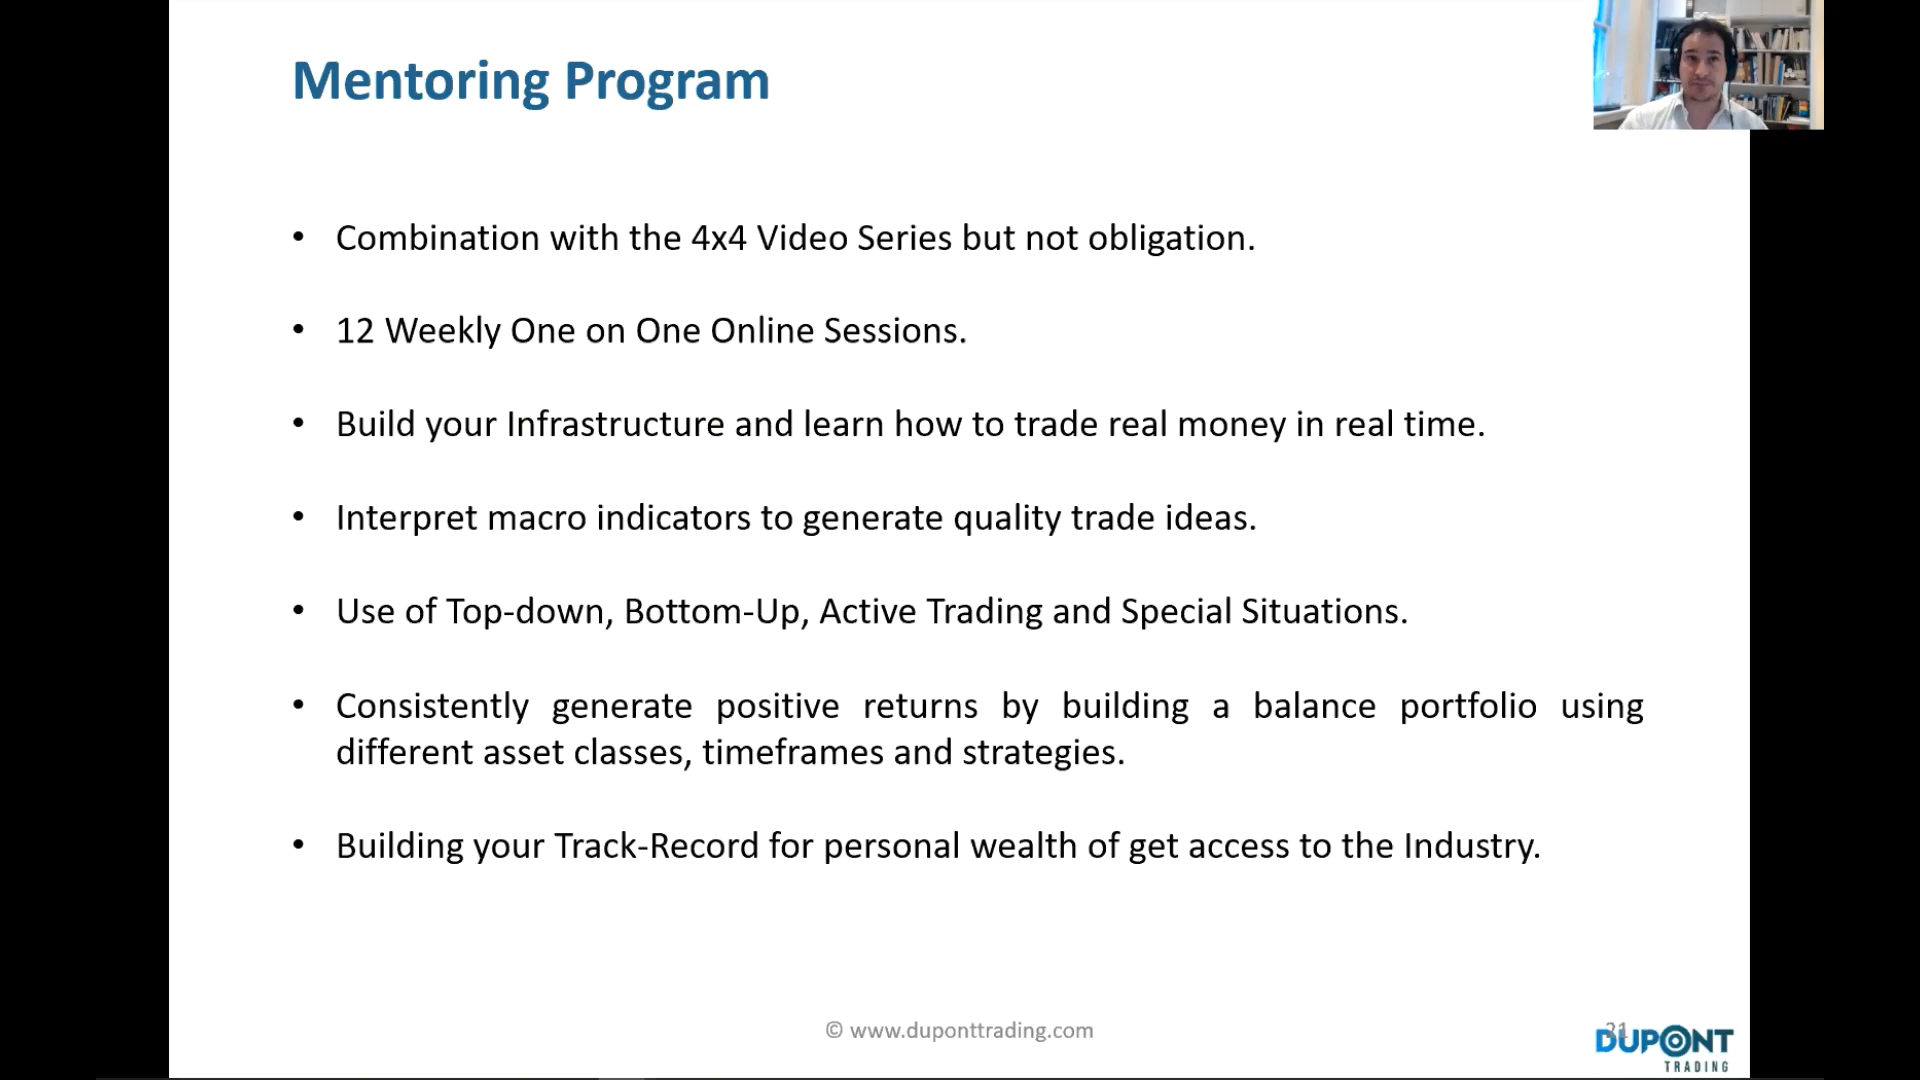 Mentoring Program
• Combination with the 4x4 Video Series but not obligation.
• 12 Weekly One on One Online Sessions.
• Build your Infrastructure and learn how to trade real money in real time.
• Interpret macro indicators to generate quality trade ideas.
• Use of Top-down, Bottom-Up, Active Trading and Special Situations.
• Consistently generate positive returns by building a balance portfolio using
different asset classes, timeframes and strategies.
• Building your Track-Record for personal wealth of get access to the Industry.
© www.duponttrading.com
21
DUPONT
TRADING